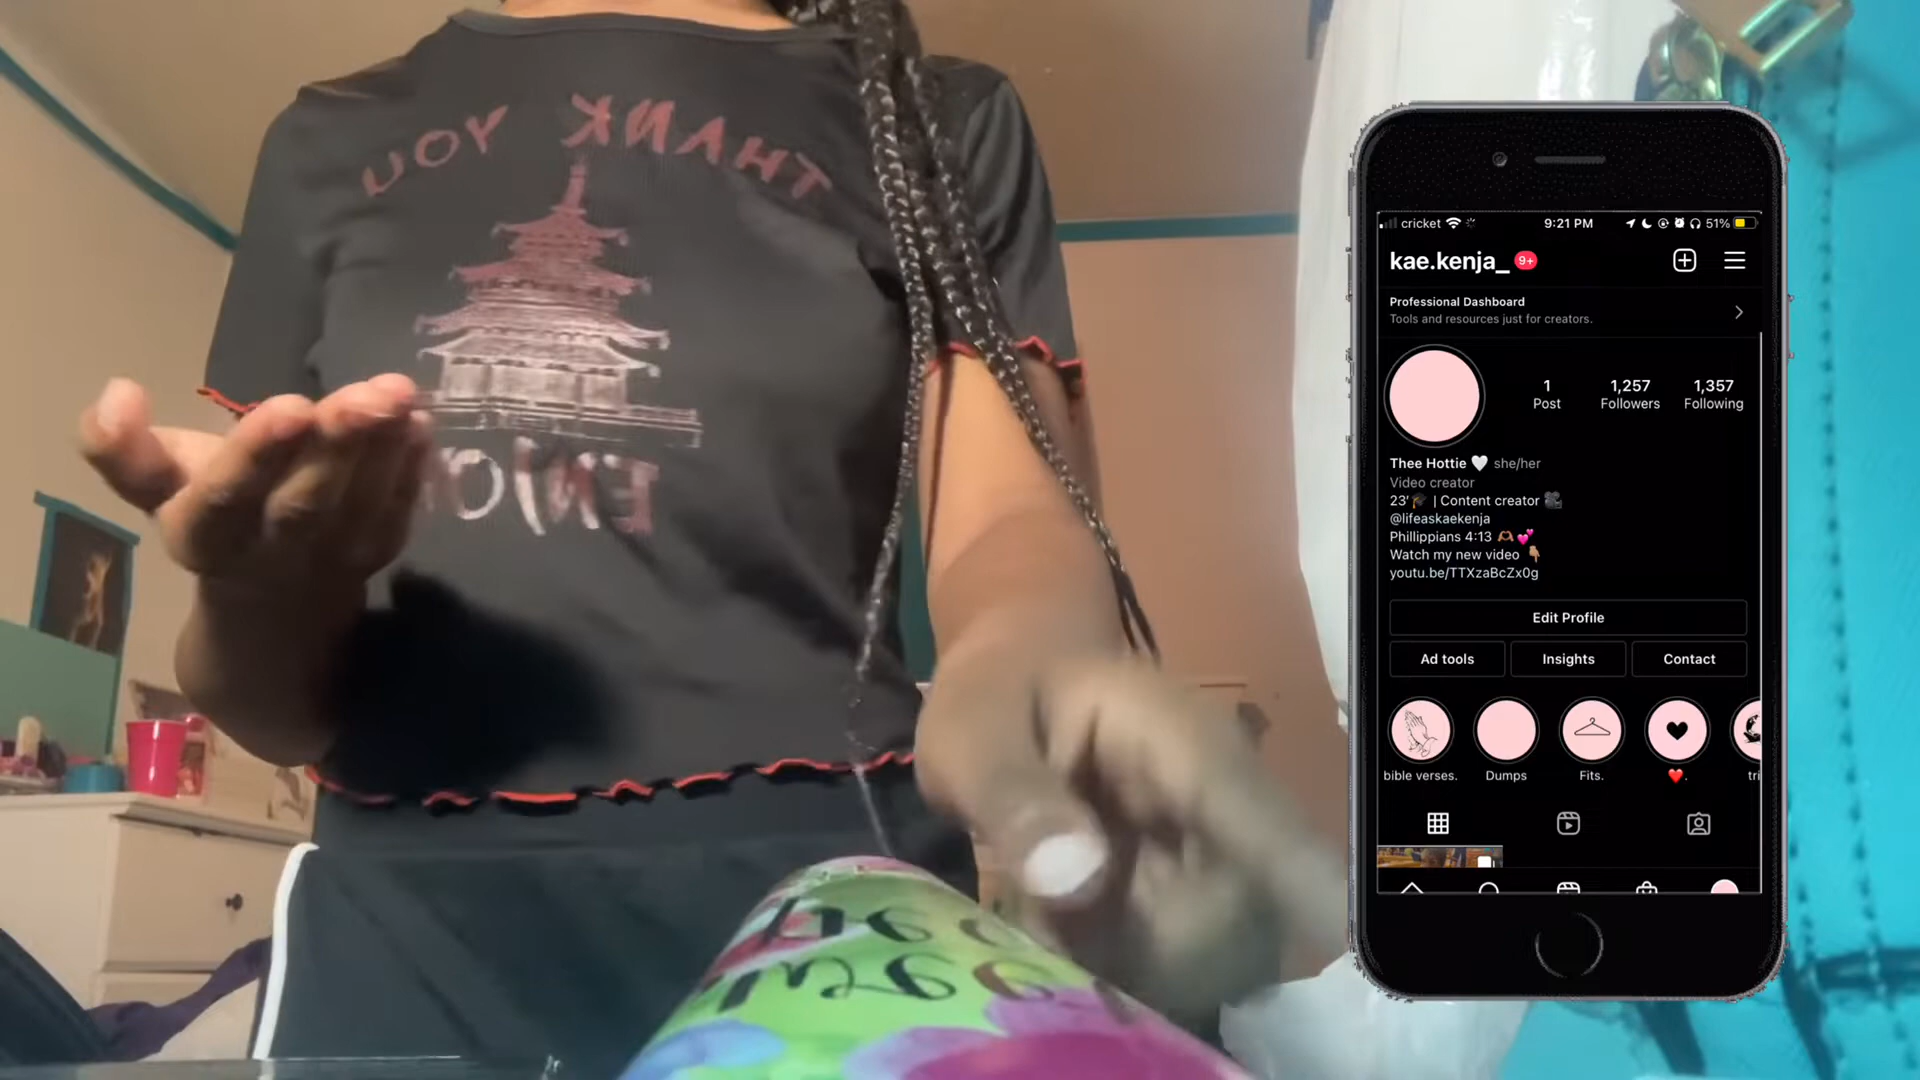 THANK YOU
ENJOY
cricket 9:21 PM 51%
kae.kenja_ 9+
Professional Dashboard
Tools and resources just for creators.
1 1,257 1,357
Post Followers Following
Thee Hottie 🤍 she/her
Video creator
23'🎓 | Content creator 🎥
@lifeaskaekenja
Phillippians 4:13 🫶🏽💕
Watch my new video 👇🏽
youtu.be/TTXzaBcZx0g
Edit Profile
Ad tools Insights Contact
bible verses. Dumps Fits. ❤️. tri